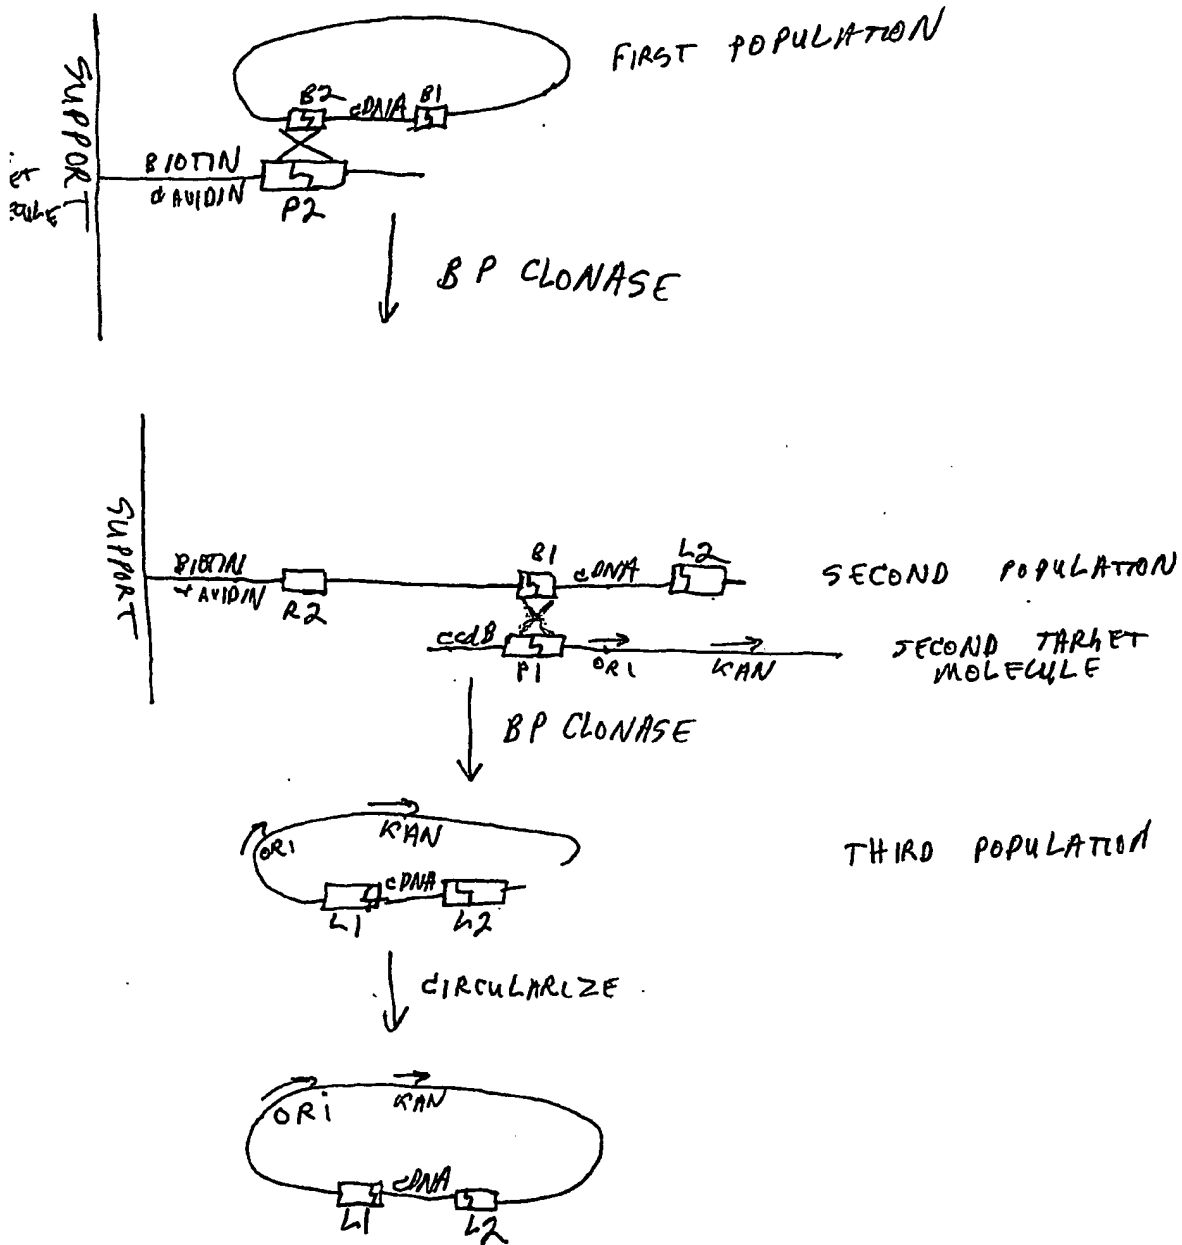 FIRST POPULATION
SUPPORT
B2
cDNA
B1
BIOTIN
AVIDIN
P2
BP CLONASE
SUPPORT
BIOTIN
AVIDIN
R2
B1
cDNA
L2
SECOND POPULATION
ccdB
P1
ORI
KAN
SECOND TARGET
MOLECULE
BP CLONASE
ORI
KAN
L1
cDNA
L2
THIRD POPULATION
CIRCULARIZE
ORi
KAN
L1
cDNA
L2